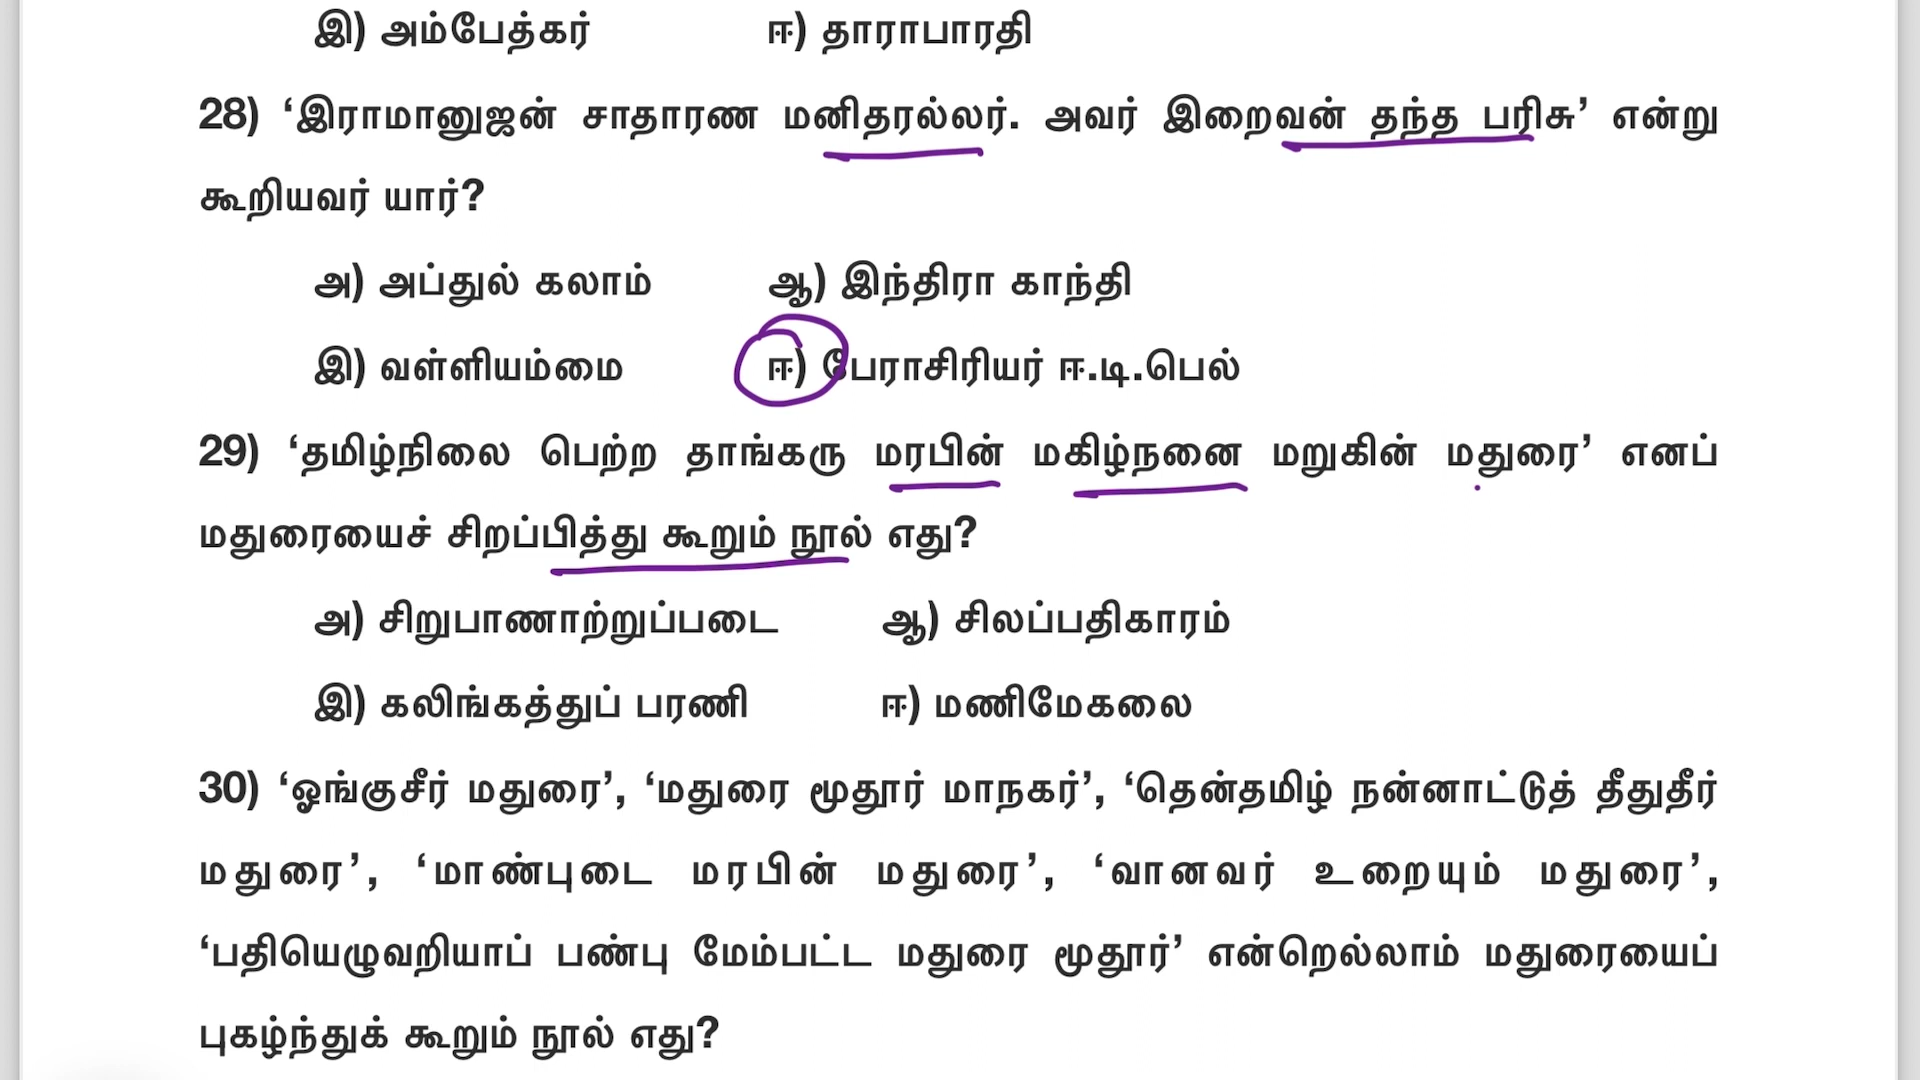 இ) அம்பேத்கர் ஈ) தாராபாரதி
28) ‘இராமானுஜன் சாதாரண மனிதரல்லர். அவர் இறைவன் தந்த பரிசு’ என்று
கூறியவர் யார்?
அ) அப்துல் கலாம் ஆ) இந்திரா காந்தி
இ) வள்ளியம்மை ஈ) பேராசிரியர் ஈ.டி.பெல்
29) ‘தமிழ்நிலை பெற்ற தாங்கரு மரபின் மகிழ்நனை மறுகின் மதுரை’ எனப்
மதுரையைச் சிறப்பித்து கூறும் நூல் எது?
அ) சிறுபாணாற்றுப்படை ஆ) சிலப்பதிகாரம்
இ) கலிங்கத்துப் பரணி ஈ) மணிமேகலை
30) ‘ஓங்குசீர் மதுரை’, ‘மதுரை மூதூர் மாநகர்’, ‘தென்தமிழ் நன்னாட்டுத் தீதுதீர்
மதுரை’, ‘மாண்புடை மரபின் மதுரை’, ‘வானவர் உறையும் மதுரை’,
‘பதியெழுவறியாப் பண்பு மேம்பட்ட மதுரை மூதூர்’ என்றெல்லாம் மதுரையைப்
புகழ்ந்துக் கூறும் நூல் எது?